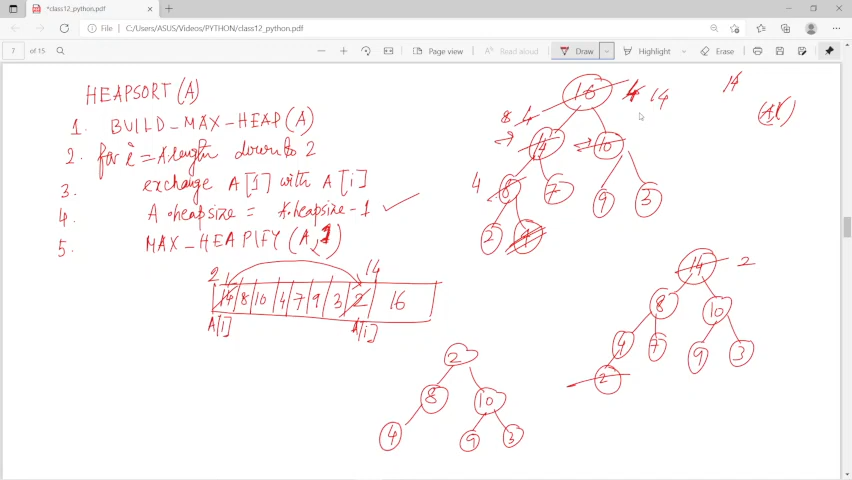 *class12_python.pdf
File
C:/Users/ASUS/Videos/PYTHON/class12_python.pdf
7 of 15
Page view
Read aloud
Draw
Highlight
Erase
HEAPSORT (A)
1. BUILD-MAX-HEAP (A)
2. for i = A.length down to 2
3. exchange A[1] with A[i]
4. A.heapsize = A.heapsize - 1
5. MAX-HEAPIFY (A, 1)
2 14
14 8 10 4 7 9 3 2 16
A[i] A[i]
14
16 4 14
8 4
14 10
4 8 7 9 3
2 4
14 2
8 10
4 7 9 3
2
2
8 10
4 9 3